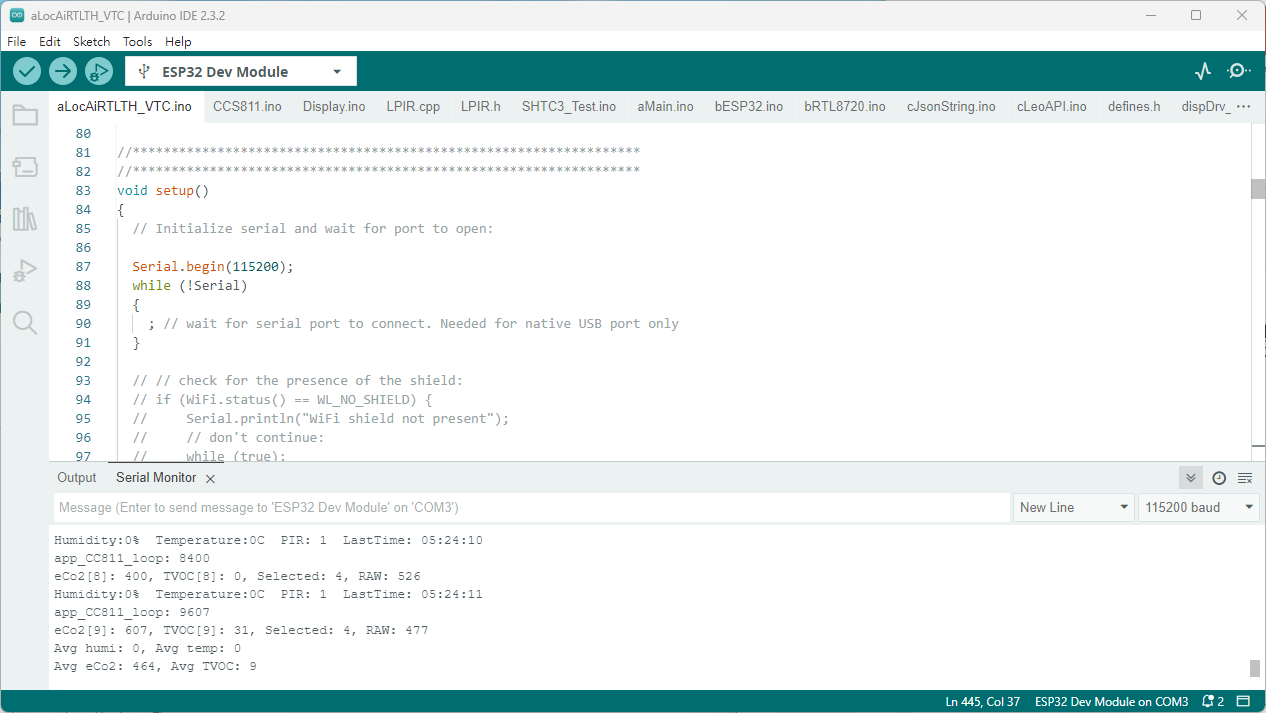 aLocAiRTLTH_VTC | Arduino IDE 2.3.2
File Edit Sketch Tools Help
ESP32 Dev Module
aLocAiRTLTH_VTC.ino CCS811.ino Display.ino LPIR.cpp LPIR.h SHTC3_Test.ino aMain.ino bESP32.ino bRTL8720.ino cJsonString.ino cLeoAPI.ino defines.h dispDrv_ ...
80
81 //******************************************************************
82 //******************************************************************
83 void setup()
84 {
85 // Initialize serial and wait for port to open:
86
87 Serial.begin(115200);
88 while (!Serial)
89 {
90 ; // wait for serial port to connect. Needed for native USB port only
91 }
92
93 // // check for the presence of the shield:
94 // if (WiFi.status() == WL_NO_SHIELD) {
95 //     Serial.println("WiFi shield not present");
96 //     // don't continue:
97 //     while (true);
Output Serial Monitor
Message (Enter to send message to 'ESP32 Dev Module' on 'COM3') New Line 115200 baud
Humidity:0%  Temperature:0C  PIR: 1  LastTime: 05:24:10
app_CC811_loop: 8400
eCo2[8]: 400, TVOC[8]: 0, Selected: 4, RAW: 526
Humidity:0%  Temperature:0C  PIR: 1  LastTime: 05:24:11
app_CC811_loop: 9607
eCo2[9]: 607, TVOC[9]: 31, Selected: 4, RAW: 477
Avg humi: 0, Avg temp: 0
Avg eCo2: 464, Avg TVOC: 9
Ln 445, Col 37 ESP32 Dev Module on COM3 2